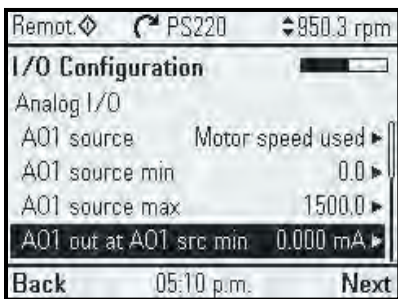 Remot. PS220 950.3 rpm
I/O Configuration
Analog I/O
AO1 source Motor speed used
AO1 source min 0.0
AO1 source max 1500.0
AO1 out at AO1 src min 0.000 mA
Back 05:10 p.m. Next